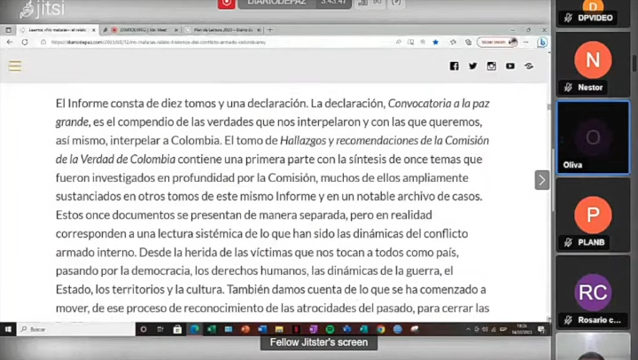 jitsi
DIARIODEPAZ
Buscar
El Informe consta de diez tomos y una declaración. La declaración, Convocatoria a la paz
grande, es el compendio de las verdades que nos interpelaron y con las que queremos,
así mismo, interpelar a Colombia. El tomo de Hallazgos y recomendaciones de la Comisión
de la Verdad de Colombia contiene una primera parte con la síntesis de once temas que
fueron investigados en profundidad por la Comisión, muchos de ellos ampliamente
sustanciados en otros tomos de este mismo Informe y en un notable archivo de casos.
Estos once documentos se presentan de manera separada, pero en realidad
corresponden a una lectura sistémica de lo que han sido las dinámicas del conflicto
armado interno. Desde la herida de las víctimas que nos tocan a todos como país,
pasando por la democracia, los derechos humanos, las dinámicas de la guerra, el
Estado, los territorios y la cultura. También damos cuenta de lo que se ha comenzado a
mover, de ese proceso de reconocimiento de las atrocidades del pasado, para cerrar las
Fellow Jitster's screen
DPVIDEO
N
Nestor
O
Oliva
P
PLANB
RC
Rosario c...